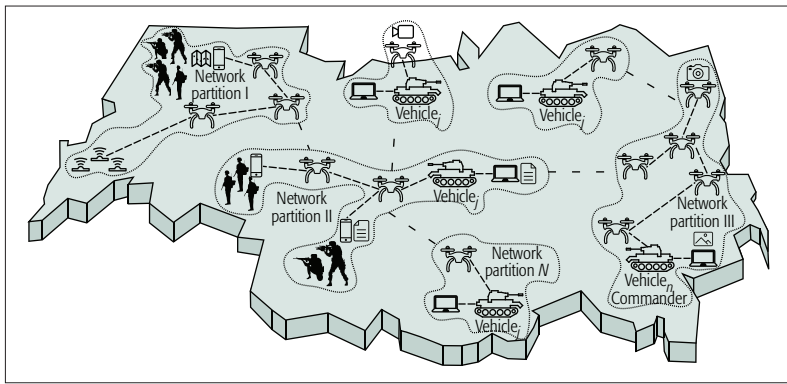 Network
partition I
Vehicle
Vehicle
Network
partition II
Vehicle
Network
partition III
Network
partition N
Vehicle
Vehicle n
Commander